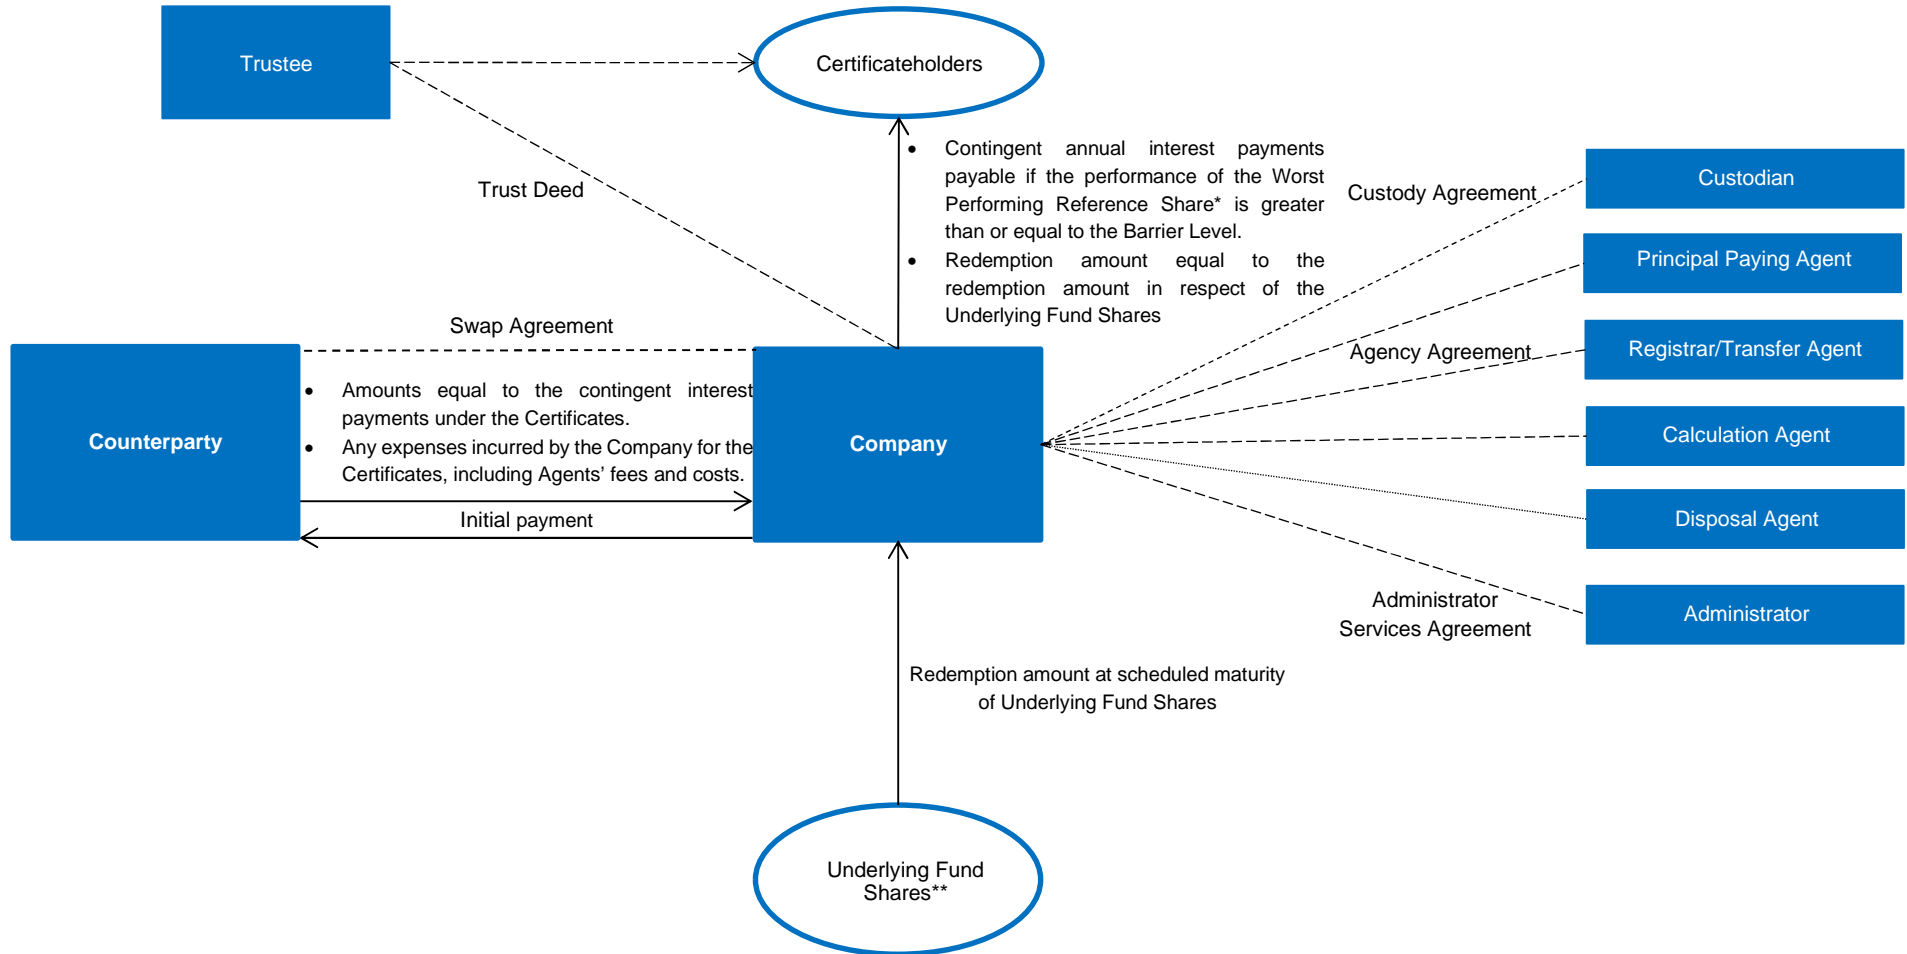 Trustee
Certificateholders
Trust Deed
• Contingent annual interest payments
payable if the performance of the Worst
Performing Reference Share* is greater
than or equal to the Barrier Level.
• Redemption amount equal to the
redemption amount in respect of the
Underlying Fund Shares
Custody Agreement
Custodian
Principal Paying Agent
Agency Agreement
Registrar/Transfer Agent
Calculation Agent
Disposal Agent
Administrator
Services Agreement
Administrator
Swap Agreement
Counterparty
• Amounts equal to the contingent interest
payments under the Certificates.
• Any expenses incurred by the Company for the
Certificates, including Agents’ fees and costs.
Initial payment
Company
Redemption amount at scheduled maturity
of Underlying Fund Shares
Underlying Fund
Shares**